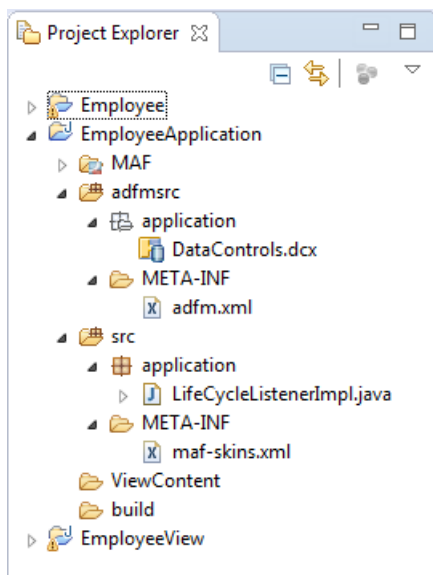 Project Explorer
Employee
EmployeeApplication
MAF
adfmsrc
application
DataControls.dcx
META-INF
adfm.xml
src
application
LifeCycleListenerImpl.java
META-INF
maf-skins.xml
ViewContent
build
EmployeeView